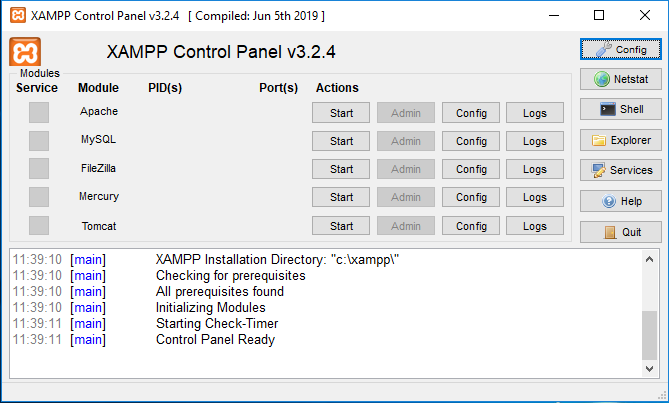 XAMPP Control Panel v3.2.4 [ Compiled: Jun 5th 2019 ]
XAMPP Control Panel v3.2.4
Config
Modules
Service Module PID(s) Port(s) Actions
Netstat
Apache Start Admin Config Logs
Shell
MySQL Start Admin Config Logs
Explorer
FileZilla Start Admin Config Logs
Services
Mercury Start Admin Config Logs
Help
Tomcat Start Admin Config Logs
Quit
11:39:10 [main] XAMPP Installation Directory: "c:\xampp\"
11:39:10 [main] Checking for prerequisites
11:39:10 [main] All prerequisites found
11:39:10 [main] Initializing Modules
11:39:11 [main] Starting Check-Timer
11:39:11 [main] Control Panel Ready